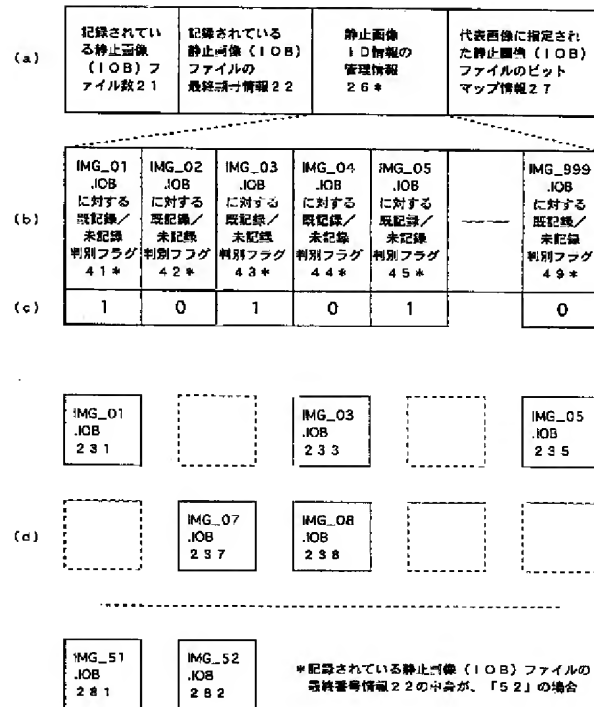 (a)
記録されてい
る静止画像
(IOB)フ
ァイル数21
記録されている
静止画像(IOB)
ファイルの
最終番号情報22
静止画像
ID情報の
管理情報
26*
代表画像に指定され
た静止画像(IOB)
ファイルのビット
マップ情報27
(b)
IMG_01
.IOB
に対する
既記録/
未記録
判別フラグ
41*
IMG_02
.IOB
に対する
既記録/
未記録
判別フラグ
42*
IMG_03
.IOB
に対する
既記録/
未記録
判別フラグ
43*
IMG_04
.IOB
に対する
既記録/
未記録
判別フラグ
44*
IMG_05
.IOB
に対する
既記録/
未記録
判別フラグ
45*
IMG_999
.IOB
に対する
既記録/
未記録
判別フラグ
49*
(c)
1
0
1
0
1
0
IMG_01
.IOB
231
IMG_03
.IOB
233
IMG_05
.IOB
235
(d)
IMG_07
.IOB
237
IMG_08
.IOB
238
IMG_51
.IOB
281
IMG_52
.IOB
282
*記録されている静止画像(IOB)ファイルの
最終番号情報22の中身が、「52」の場合